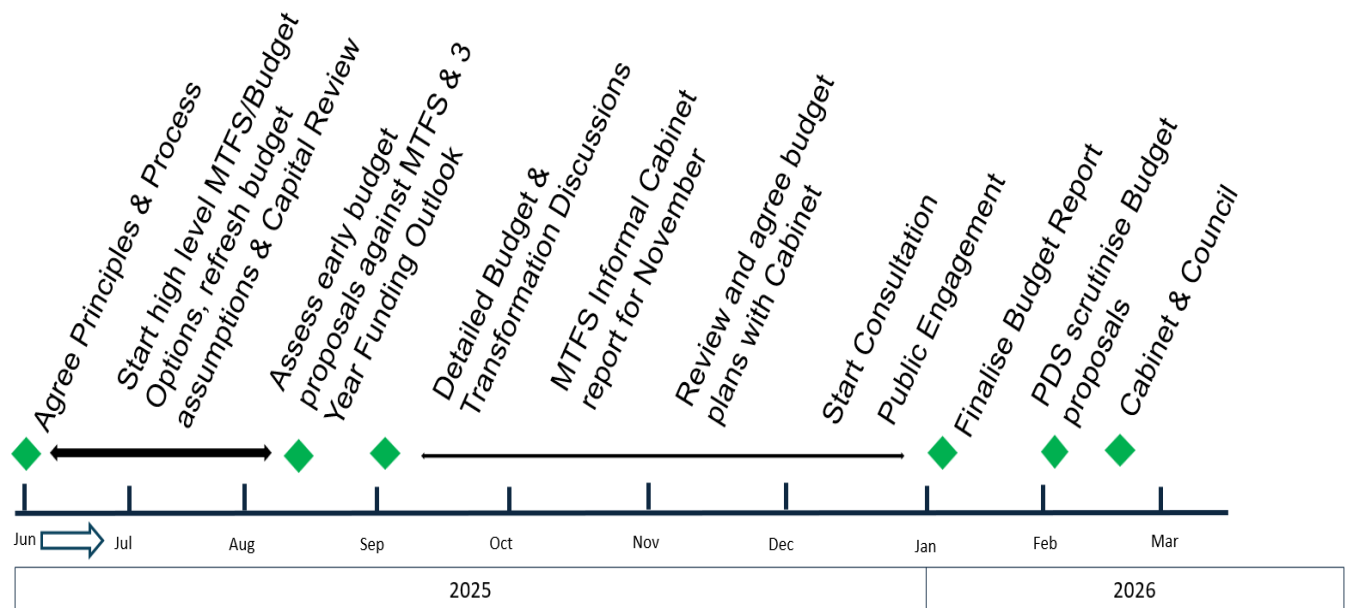 Agree Principles & Process
Start high level MTFS/Budget
Options, refresh budget
assumptions & Capital Review
Assess early budget
proposals against MTFS & 3
Year Funding Outlook
Detailed Budget &
Transformation Discussions
MTFS Informal Cabinet
report for November
Review and agree budget
plans with Cabinet
Start Consultation
Public Engagement
Finalise Budget Report
PDS scrutinise Budget
proposals
Cabinet & Council
Jun
Jul
Aug
Sep
Oct
Nov
Dec
Jan
Feb
Mar
2025
2026